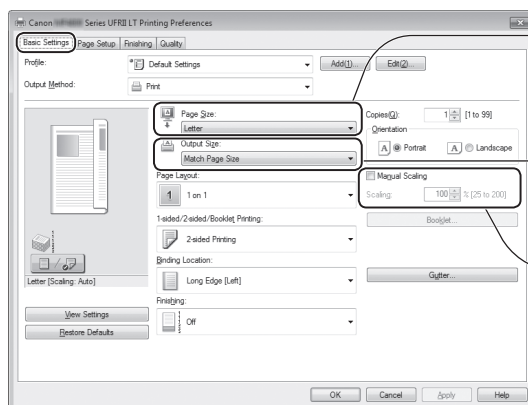 Canon Series UFRII LT Printing Preferences
Basic Settings Page Setup Finishing Quality
Profile: Default Settings Add(1)... Edit(2)...
Output Method: Print
Page Size: Copies(Q): 1 [1 to 99]
Letter
Orientation
Output Size: A Portrait A Landscape
Match Page Size
Page Layout: Manual Scaling
1 1 on 1 Scaling: 100 % [25 to 200]
1-sided/2-sided/Booklet Printing: Booklet...
2-sided Printing
Binding Location:
Letter [Scaling: Auto] Long Edge [Left] Gutter...
Finishing:
View Settings Off
Restore Defaults
OK Cancel Apply Help